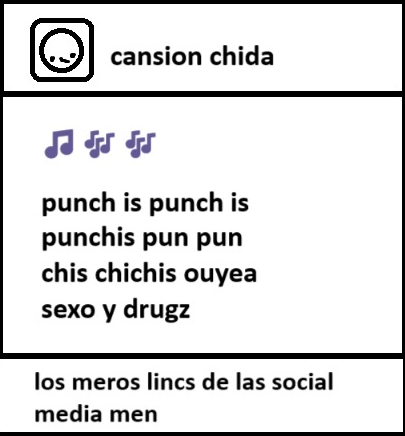 cansion chida
🎵 🎶 🎶
punch is punch is
punchis pun pun
chis chichis ouyea
sexo y drugz
los meros lincs de las social
media men